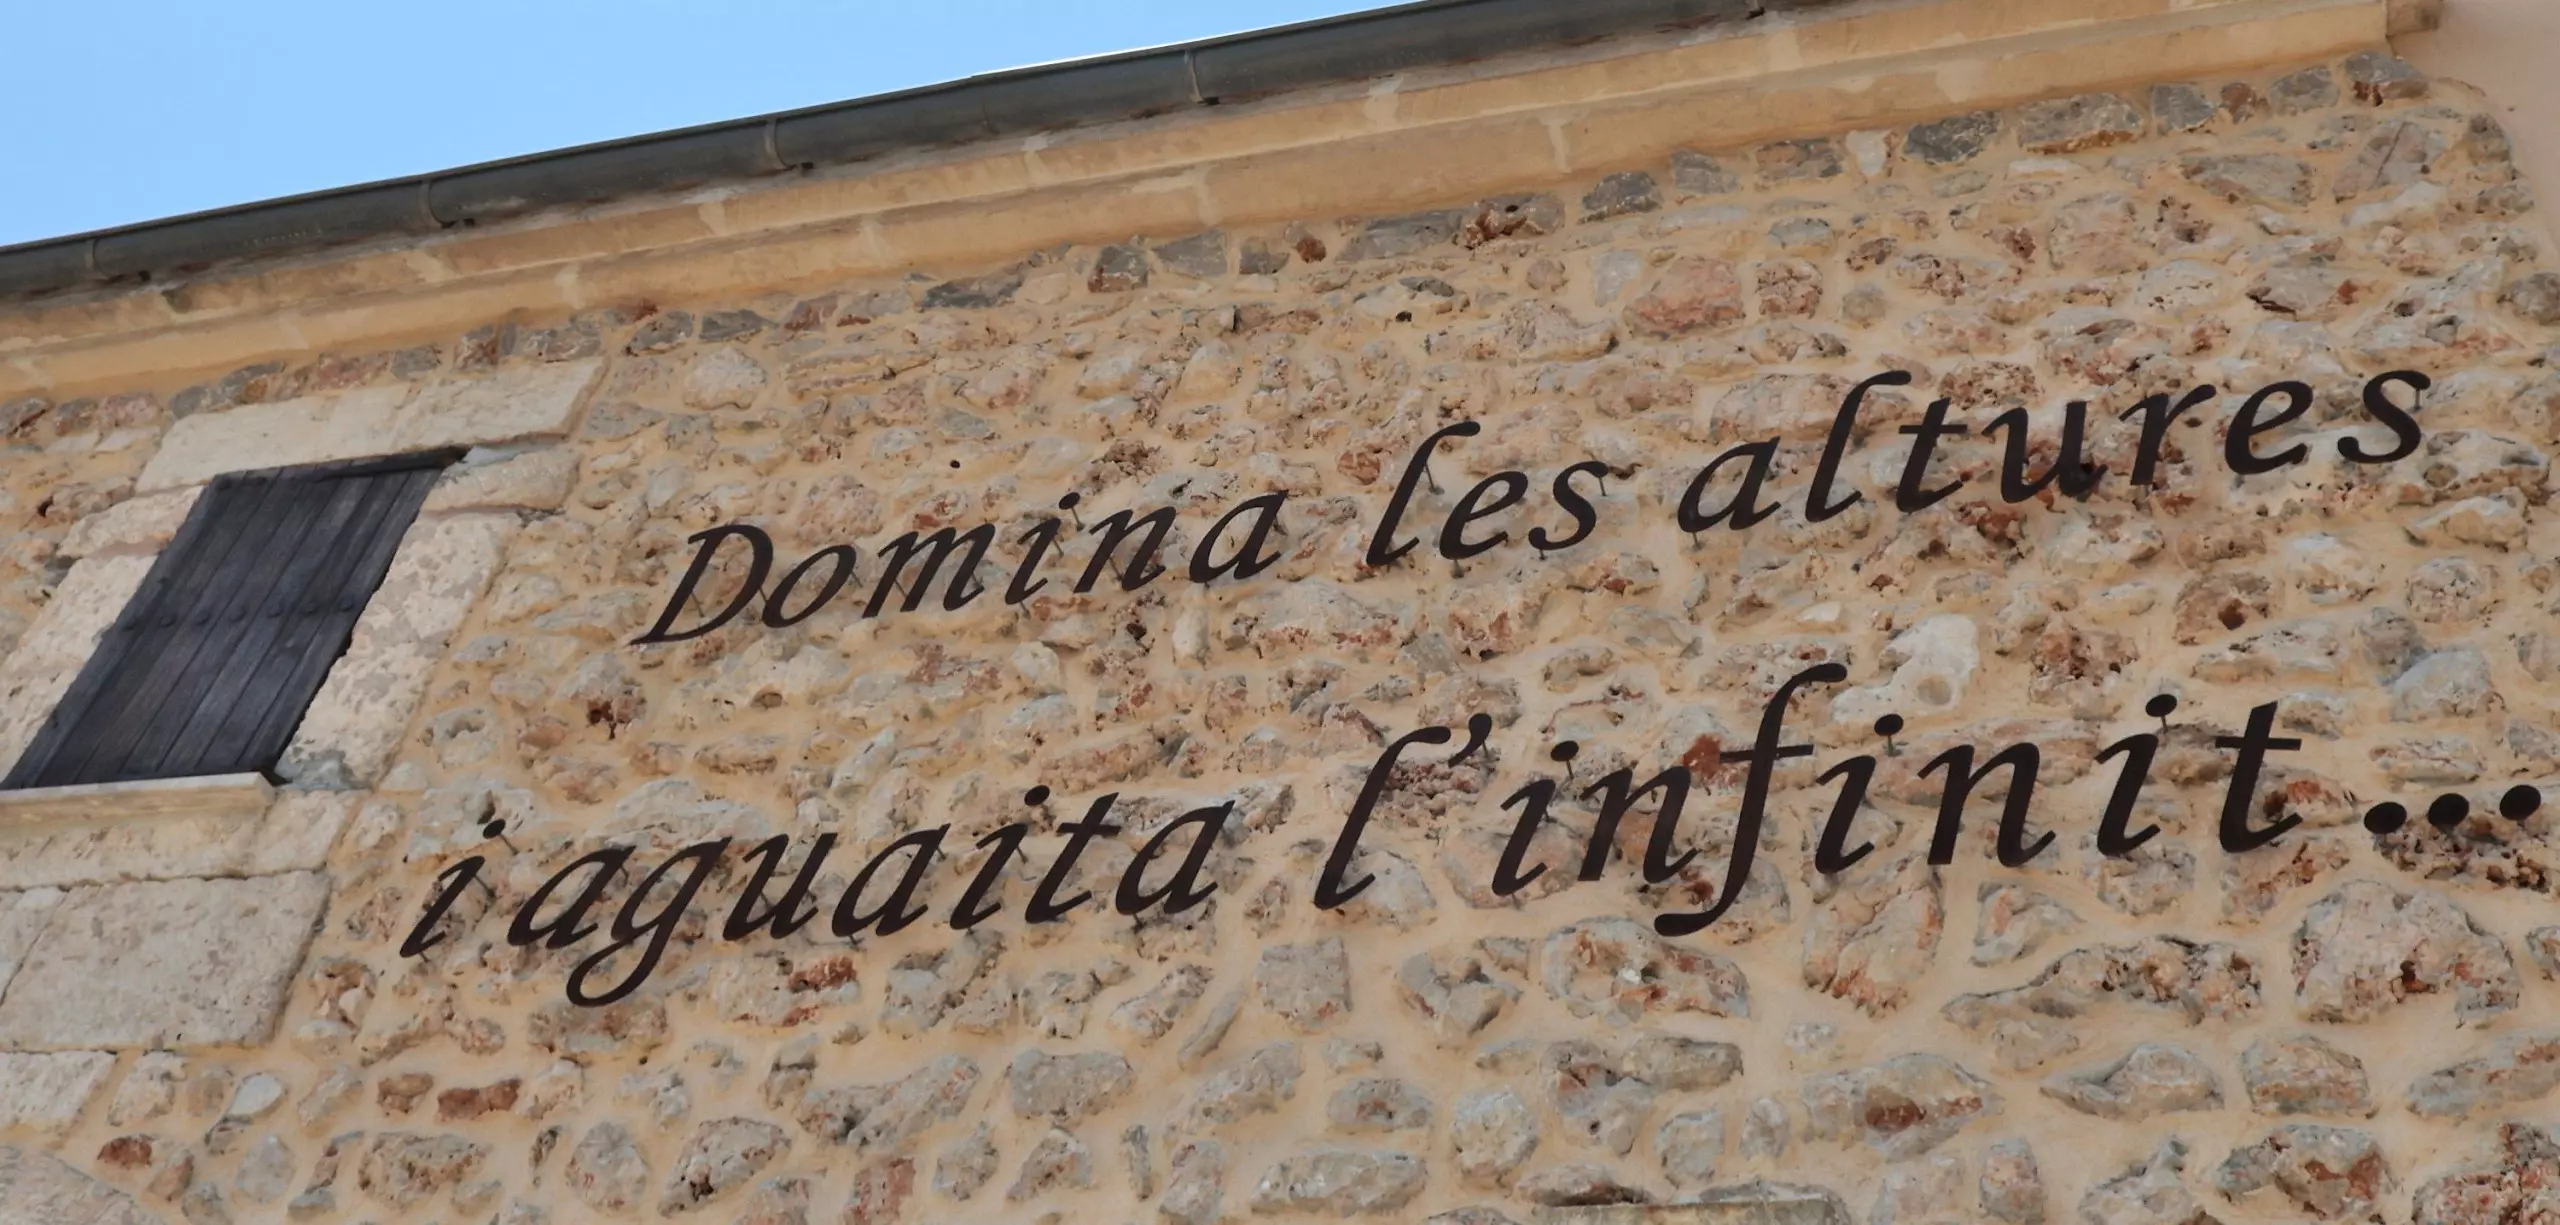 Domina les altures
i aguaita l'infinit...